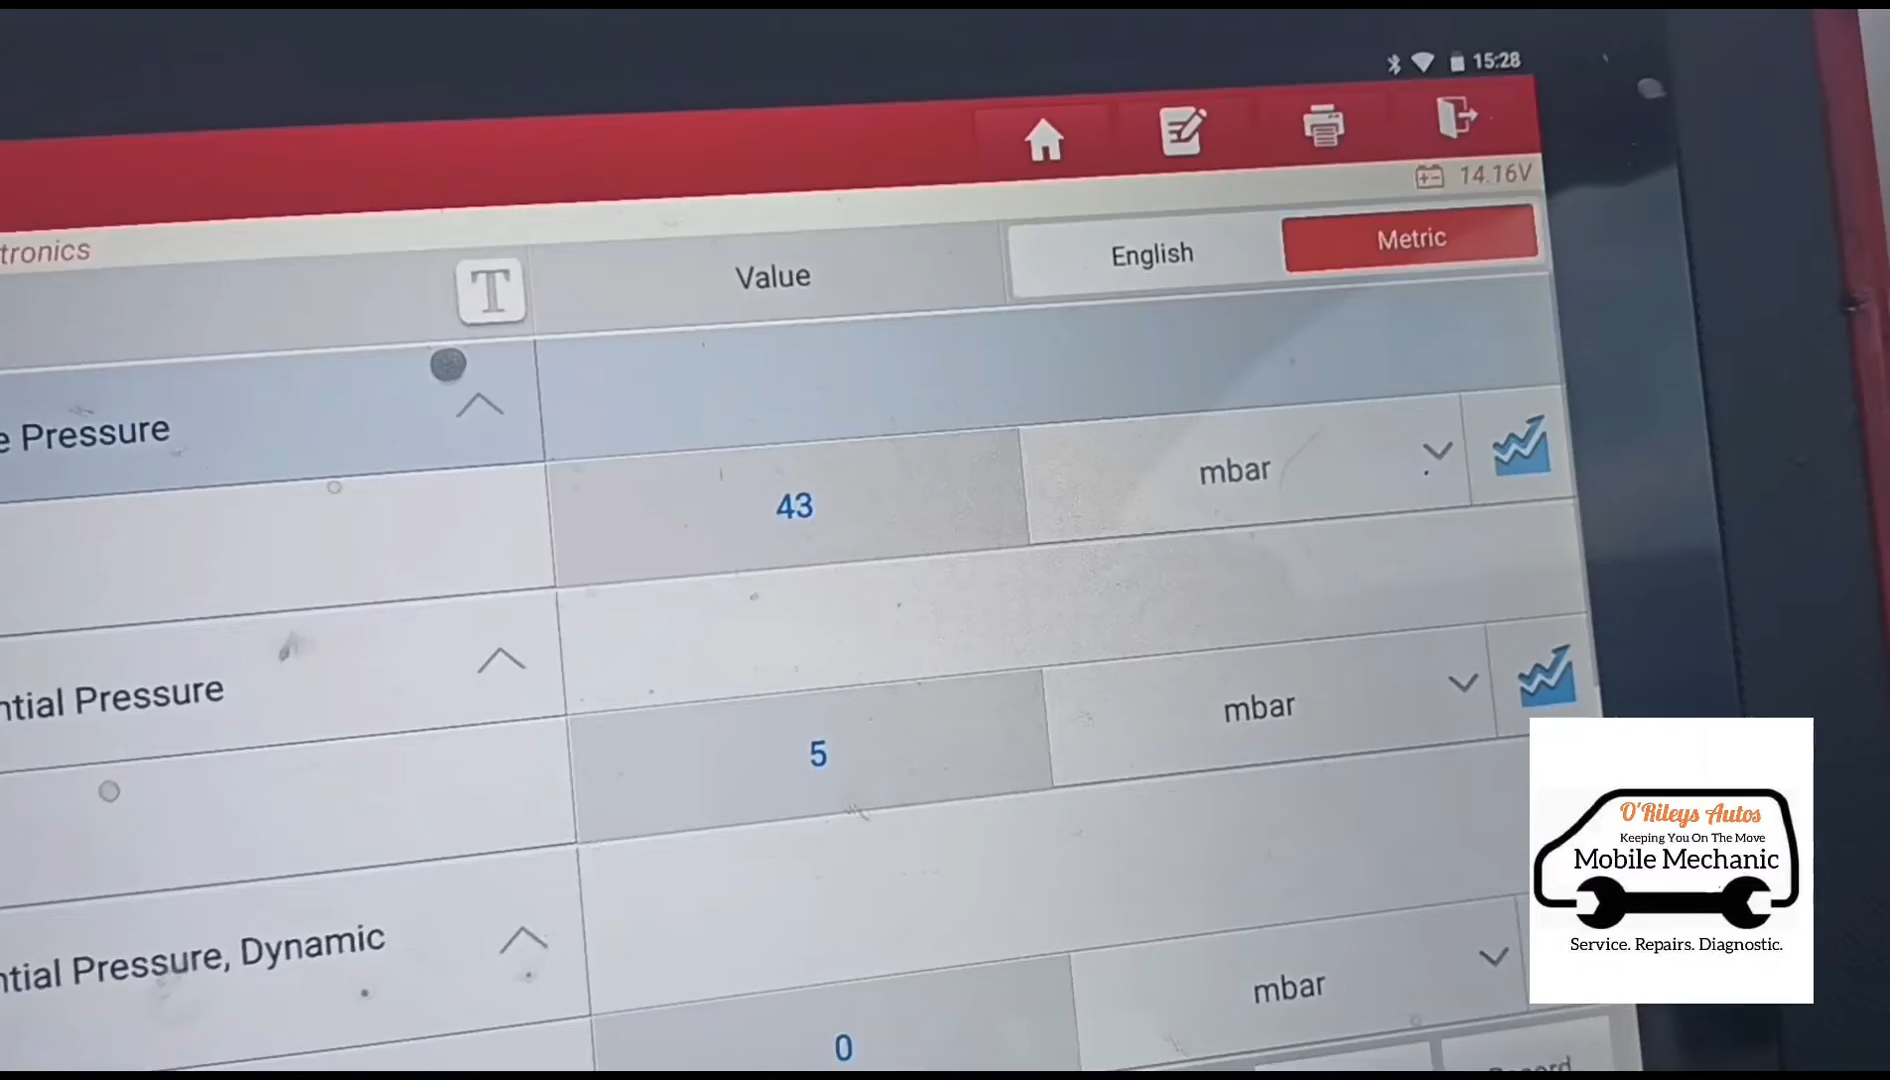 15:28
14.16V
tronics
T
Value
English
Metric
e Pressure
43
mbar
ntial Pressure
5
mbar
ntial Pressure, Dynamic
0
mbar
O'Rileys Autos
Keeping You On The Move
Mobile Mechanic
Service. Repairs. Diagnostic.